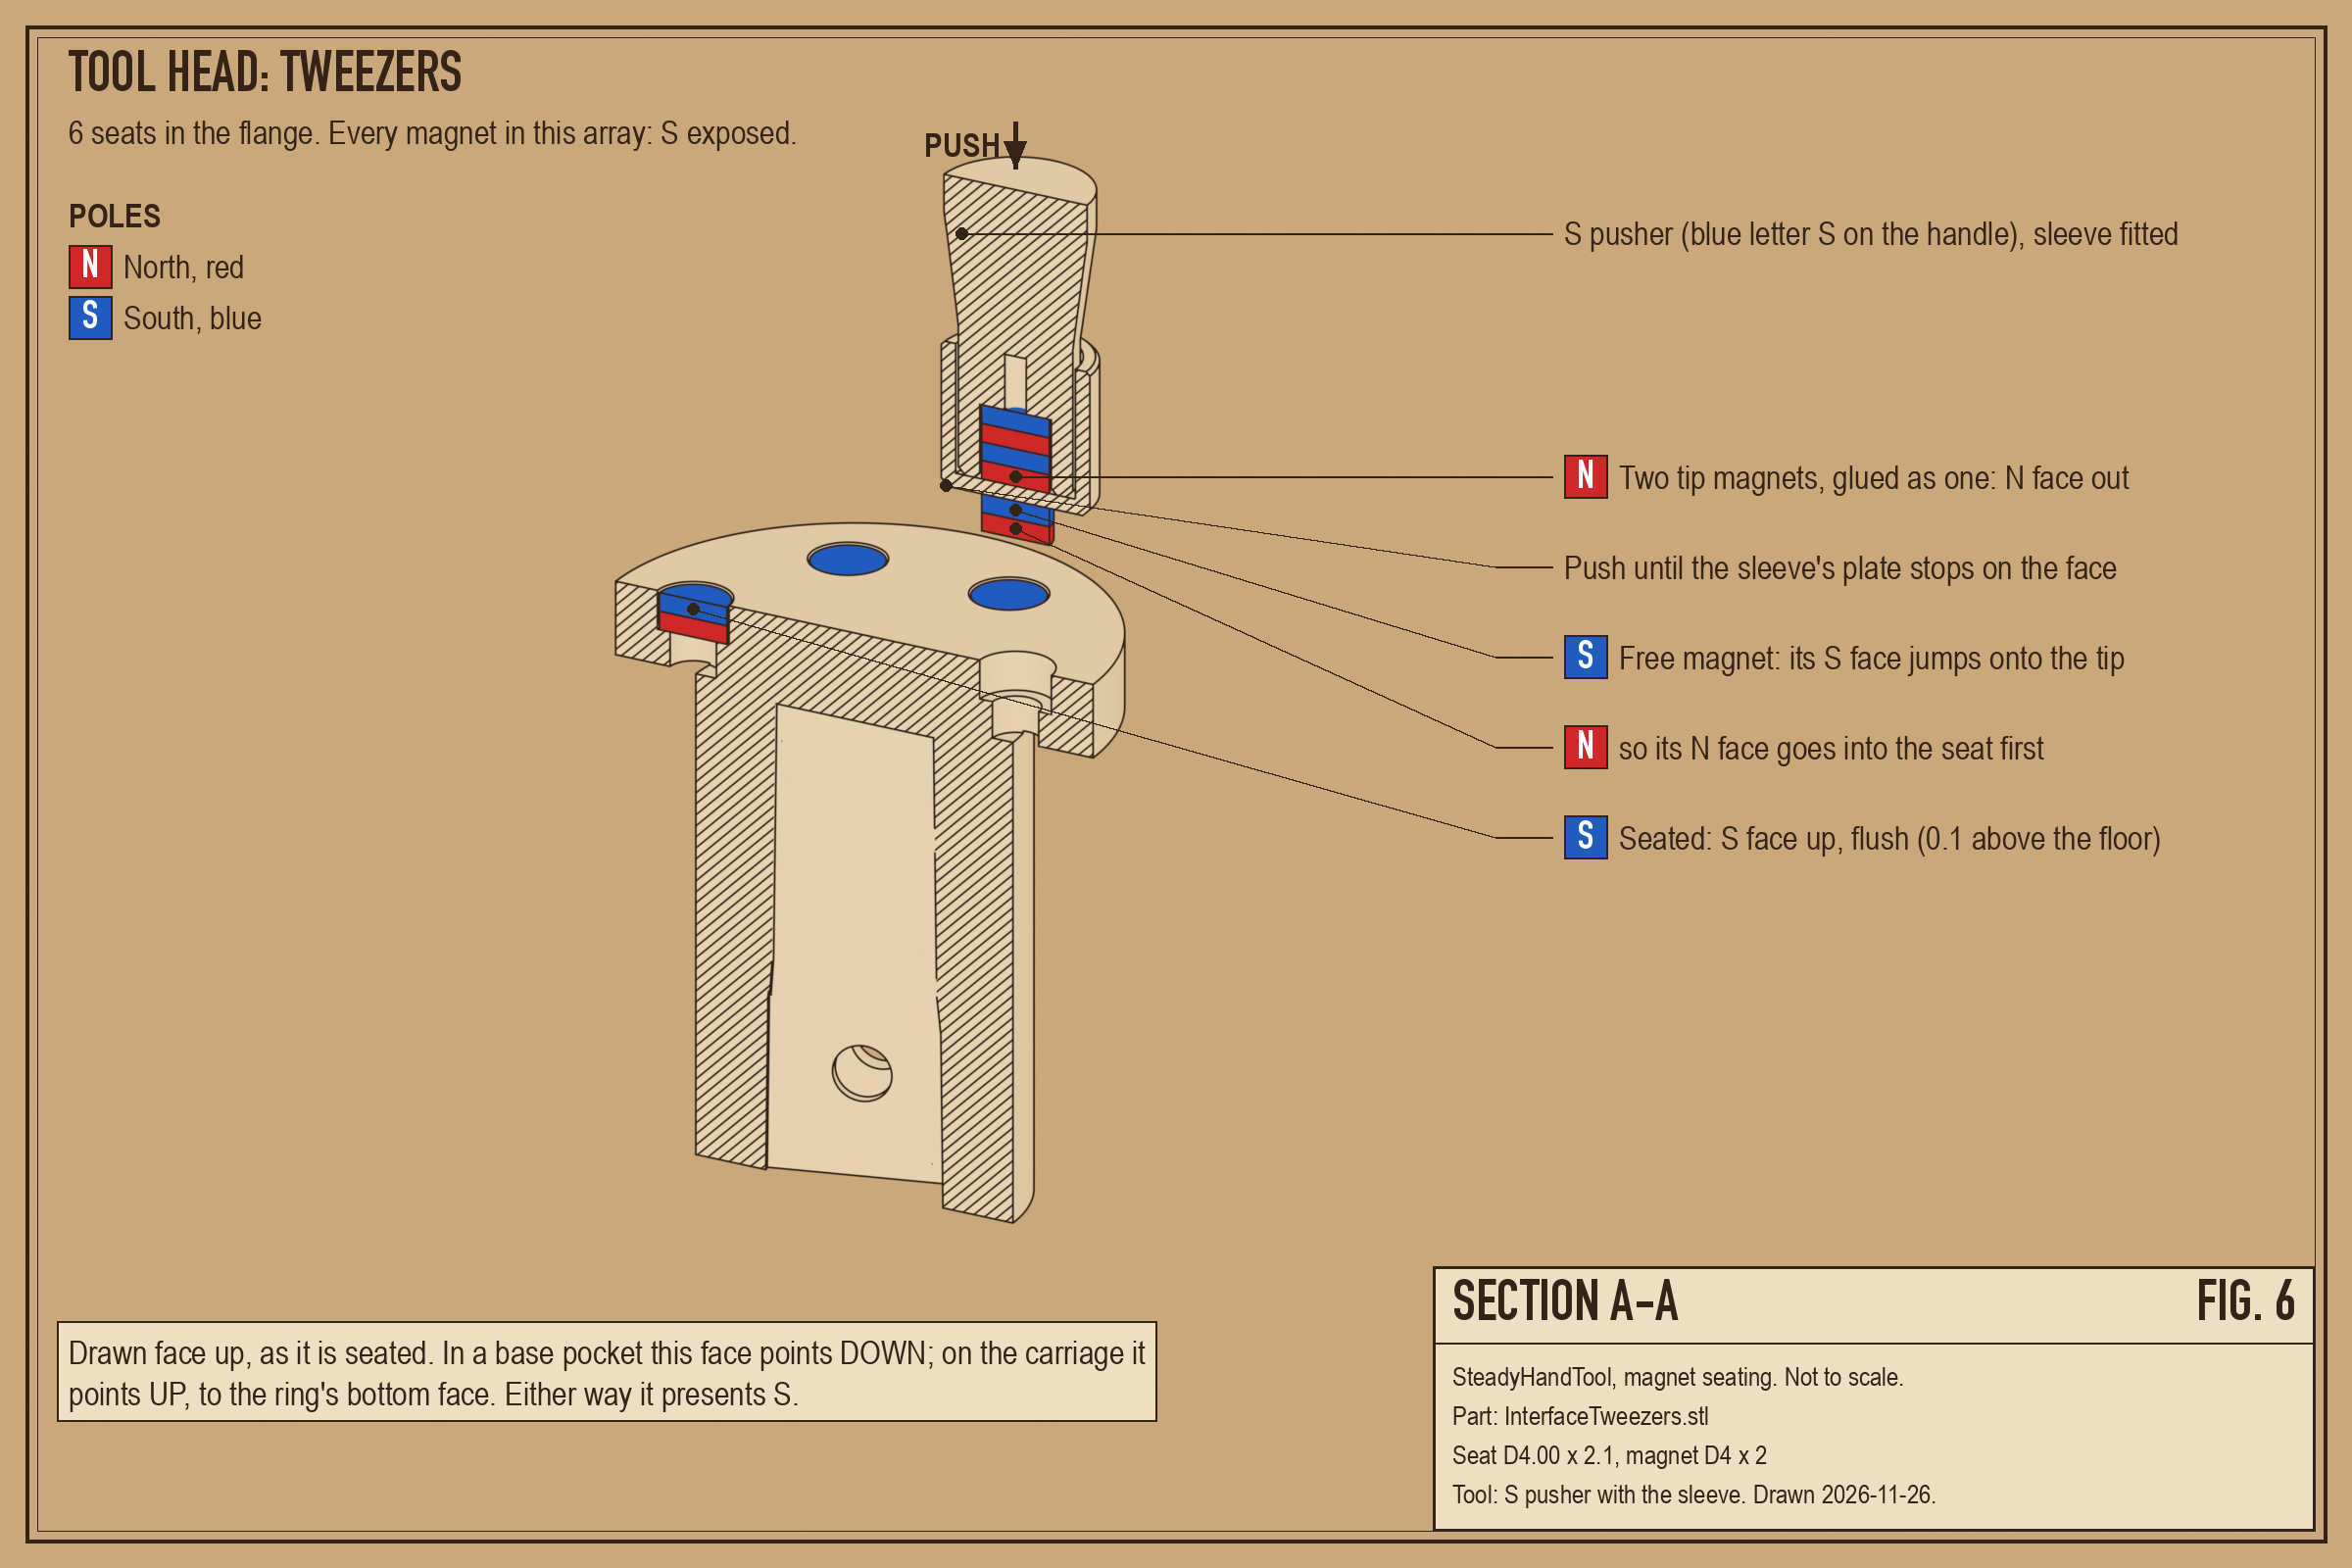 TOOL HEAD: TWEEZERS
6 seats in the flange. Every magnet in this array: S exposed.
PUSH
POLES
N North, red
S South, blue
S pusher (blue letter S on the handle), sleeve fitted
N Two tip magnets, glued as one: N face out
Push until the sleeve's plate stops on the face
S Free magnet: its S face jumps onto the tip
N so its N face goes into the seat first
S Seated: S face up, flush (0.1 above the floor)
Drawn face up, as it is seated. In a base pocket this face points DOWN; on the carriage it
points UP, to the ring's bottom face. Either way it presents S.
SECTION A-A FIG. 6
SteadyHandTool, magnet seating. Not to scale.
Part: InterfaceTweezers.stl
Seat D4.00 x 2.1, magnet D4 x 2
Tool: S pusher with the sleeve. Drawn 2026-11-26.